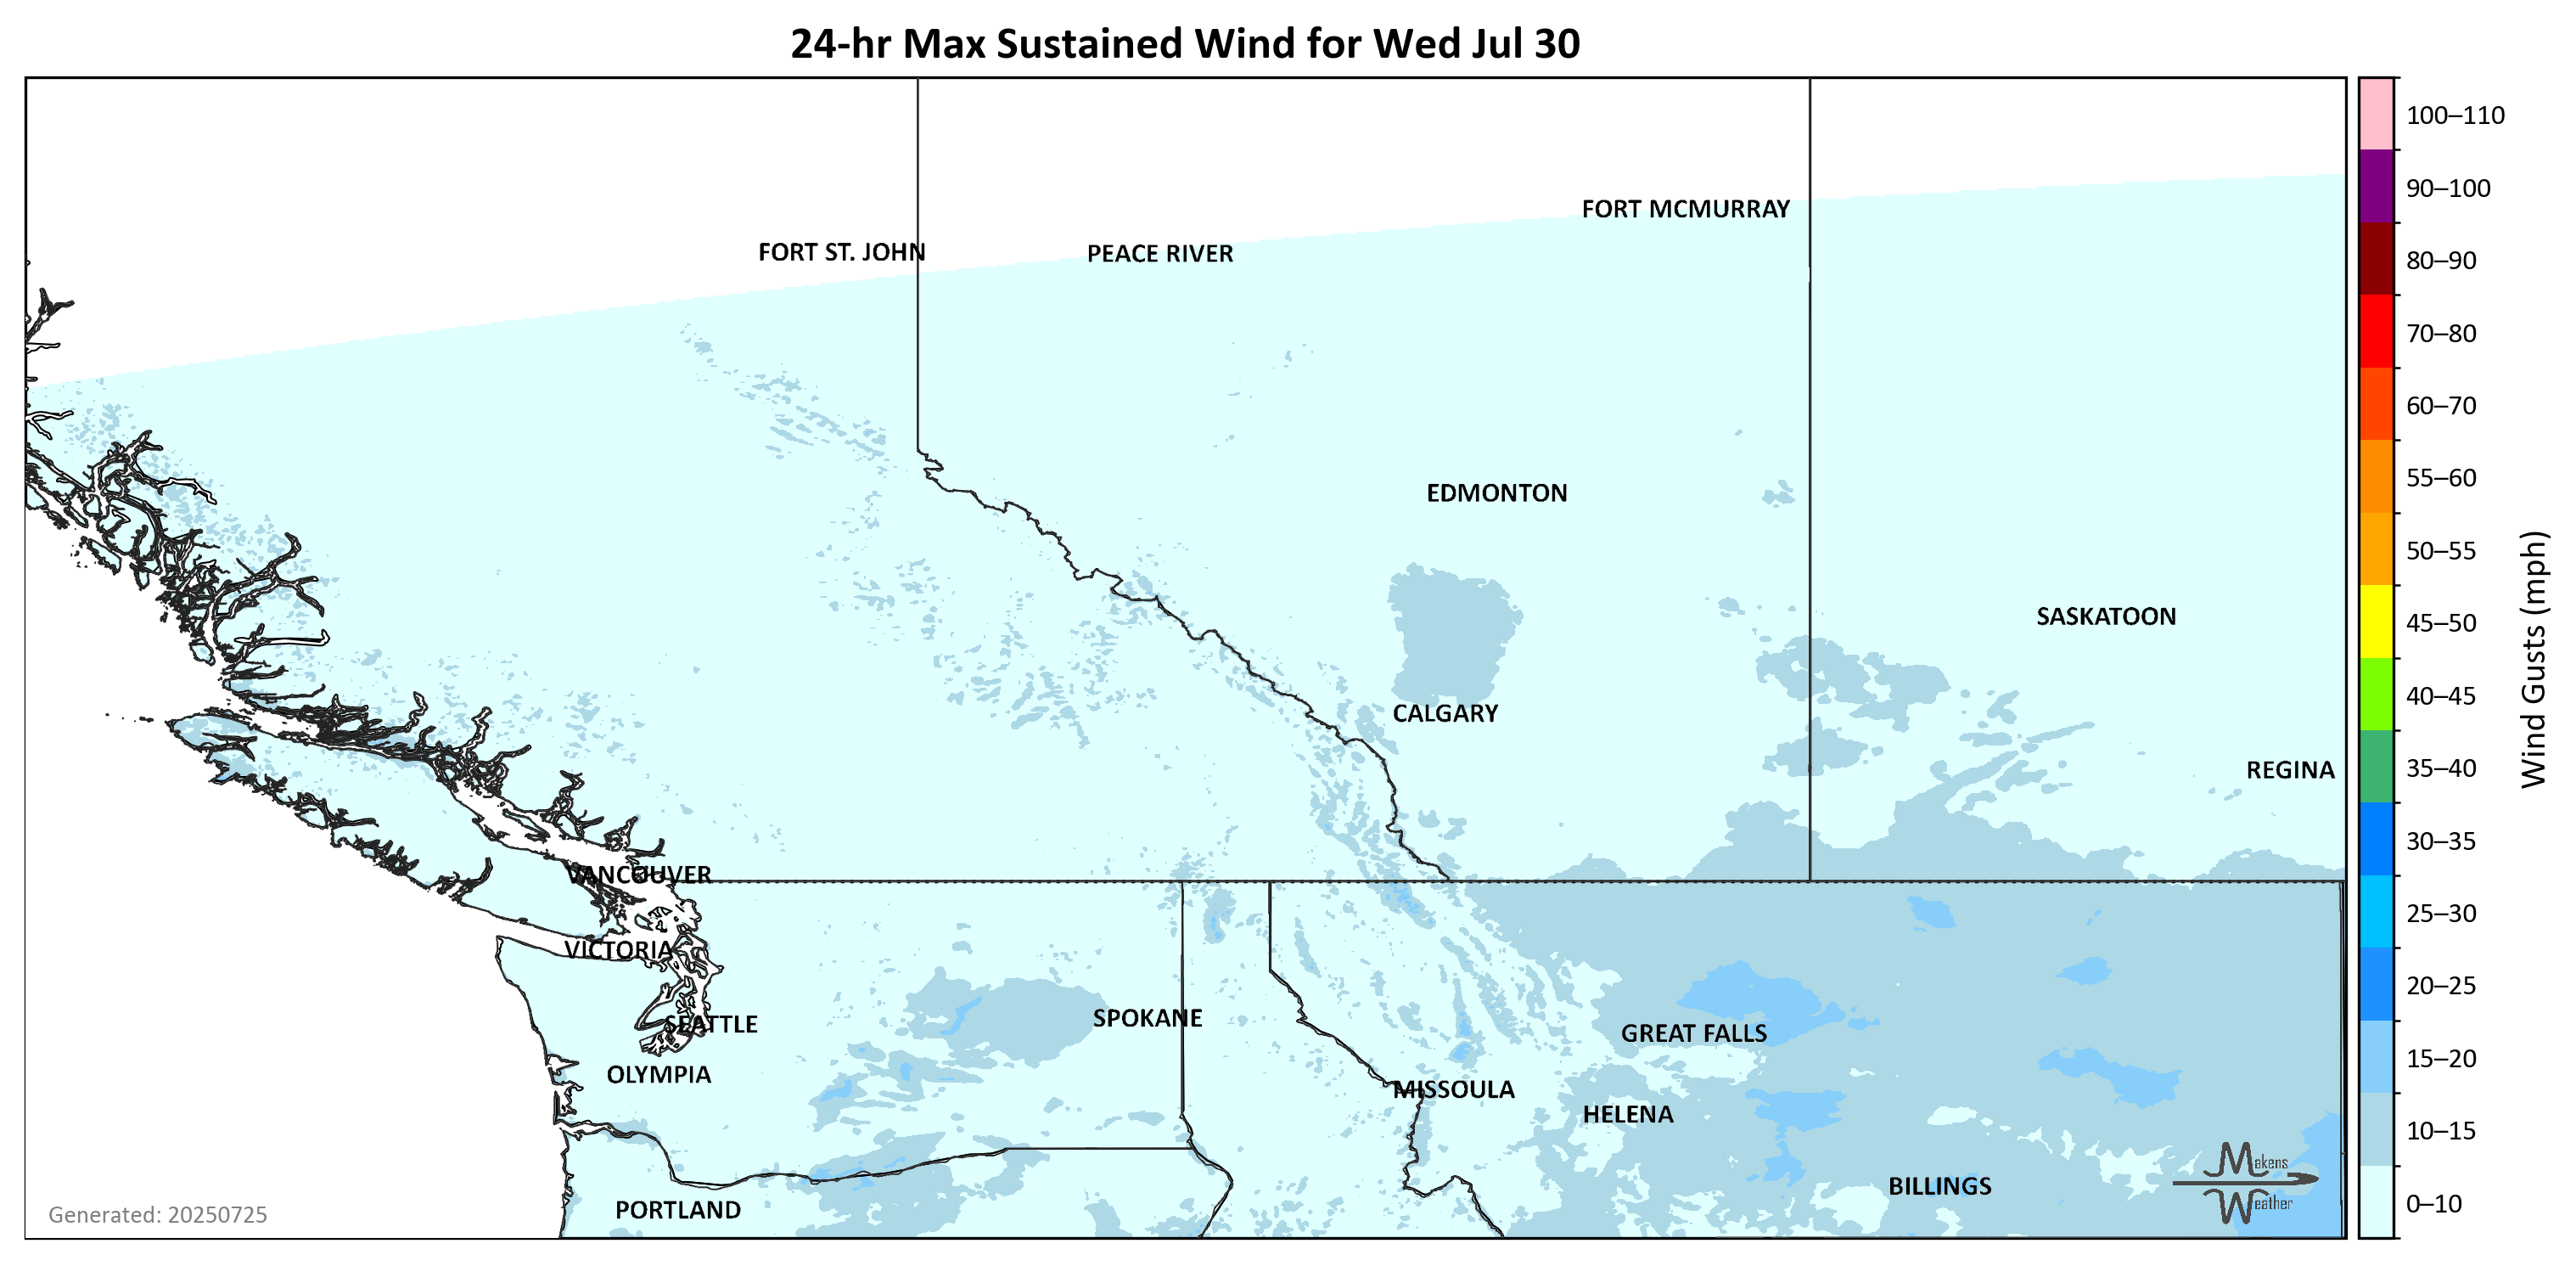 24-hr Max Sustained Wind for Wed Jul 30
FORT MCMURRAY
FORT ST. JOHN
PEACE RIVER
EDMONTON
SASKATOON
CALGARY
REGINA
VANCOUVER
VICTORIA
SEATTLE
SPOKANE
GREAT FALLS
OLYMPIA
MISSOULA
HELENA
BILLINGS
PORTLAND
Makens
Weather
Generated: 20250725
100–110
90–100
80–90
70–80
60–70
55–60
50–55
45–50
40–45
35–40
30–35
25–30
20–25
15–20
10–15
0–10
Wind Gusts (mph)